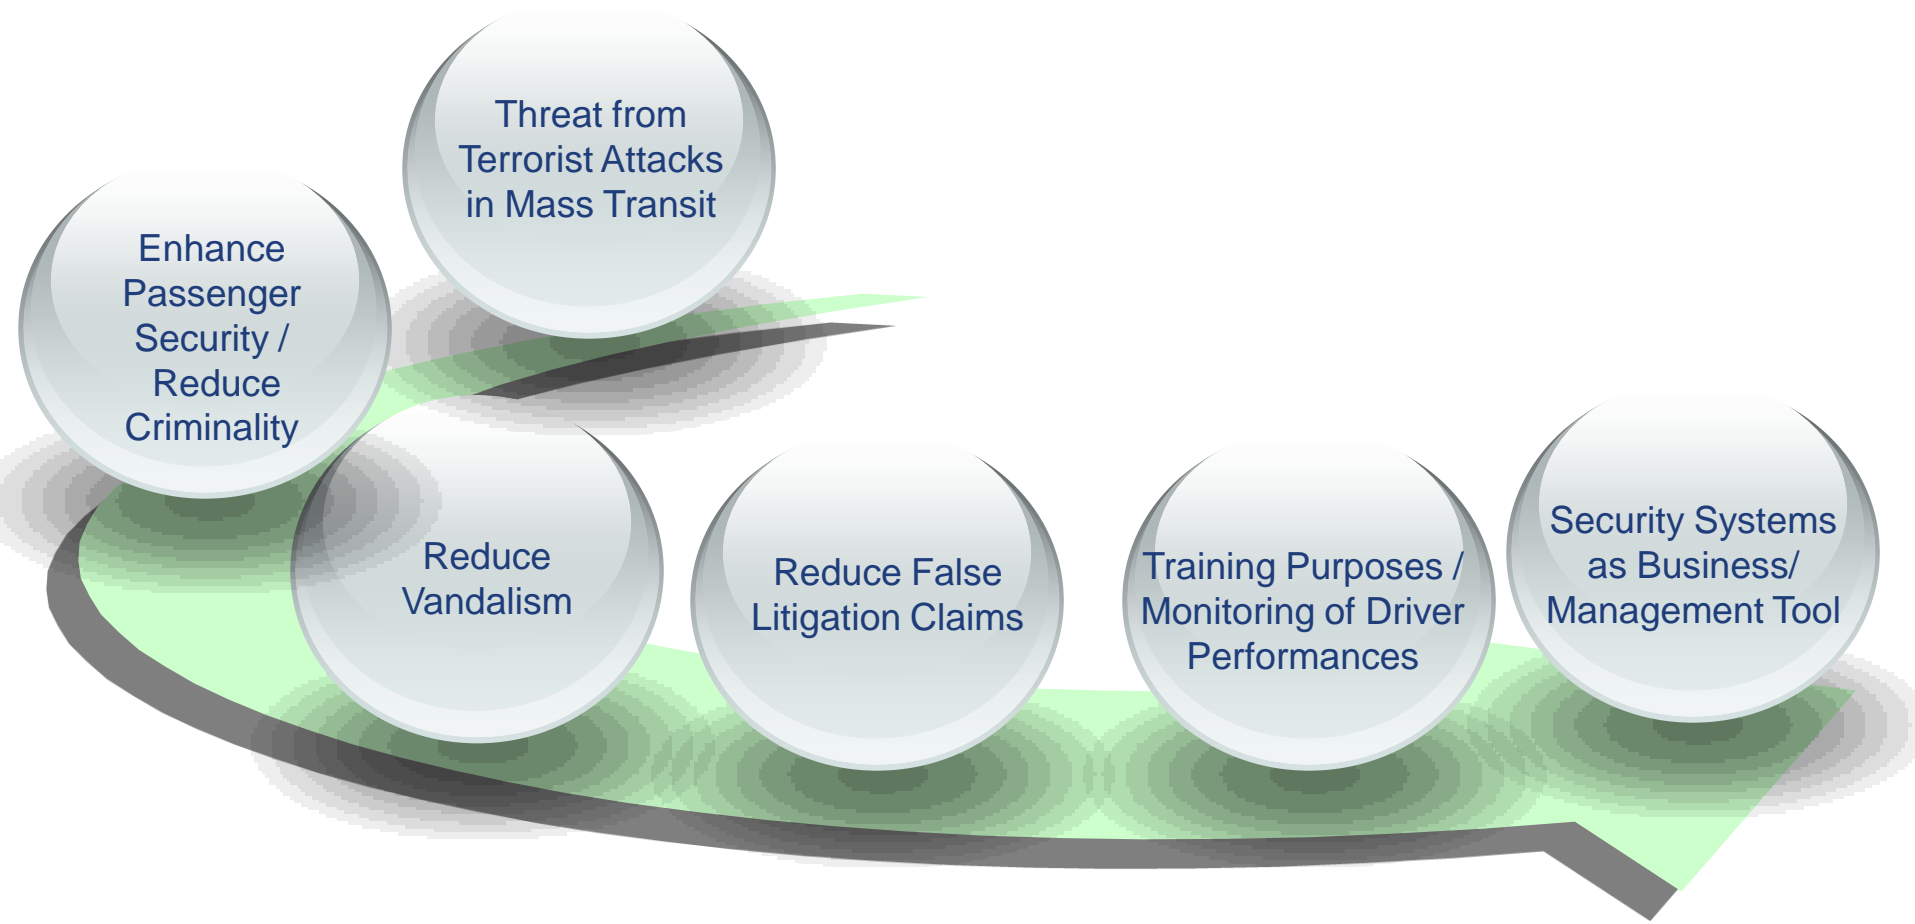 Threat from
Terrorist Attacks
in Mass Transit
Enhance
Passenger
Security /
Reduce
Criminality
Reduce
Vandalism
Reduce False
Litigation Claims
Training Purposes /
Monitoring of Driver
Performances
Security Systems
as Business/
Management Tool